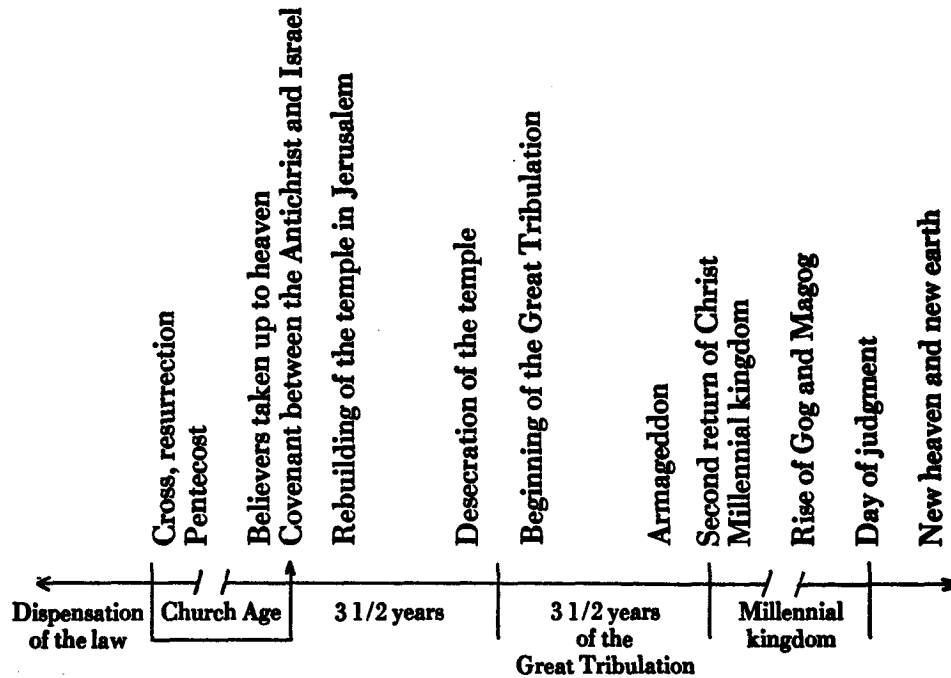 Cross, resurrection
Pentecost
Believers taken up to heaven
Covenant between the Antichrist and Israel
Rebuilding of the temple in Jerusalem
Desecration of the temple
Beginning of the Great Tribulation
Armageddon
Second return of Christ
Millennial kingdom
Rise of Gog and Magog
Day of judgment
New heaven and new earth
Dispensation
of the law
Church Age
3 1/2 years
3 1/2 years
of the
Great Tribulation
Millennial
kingdom